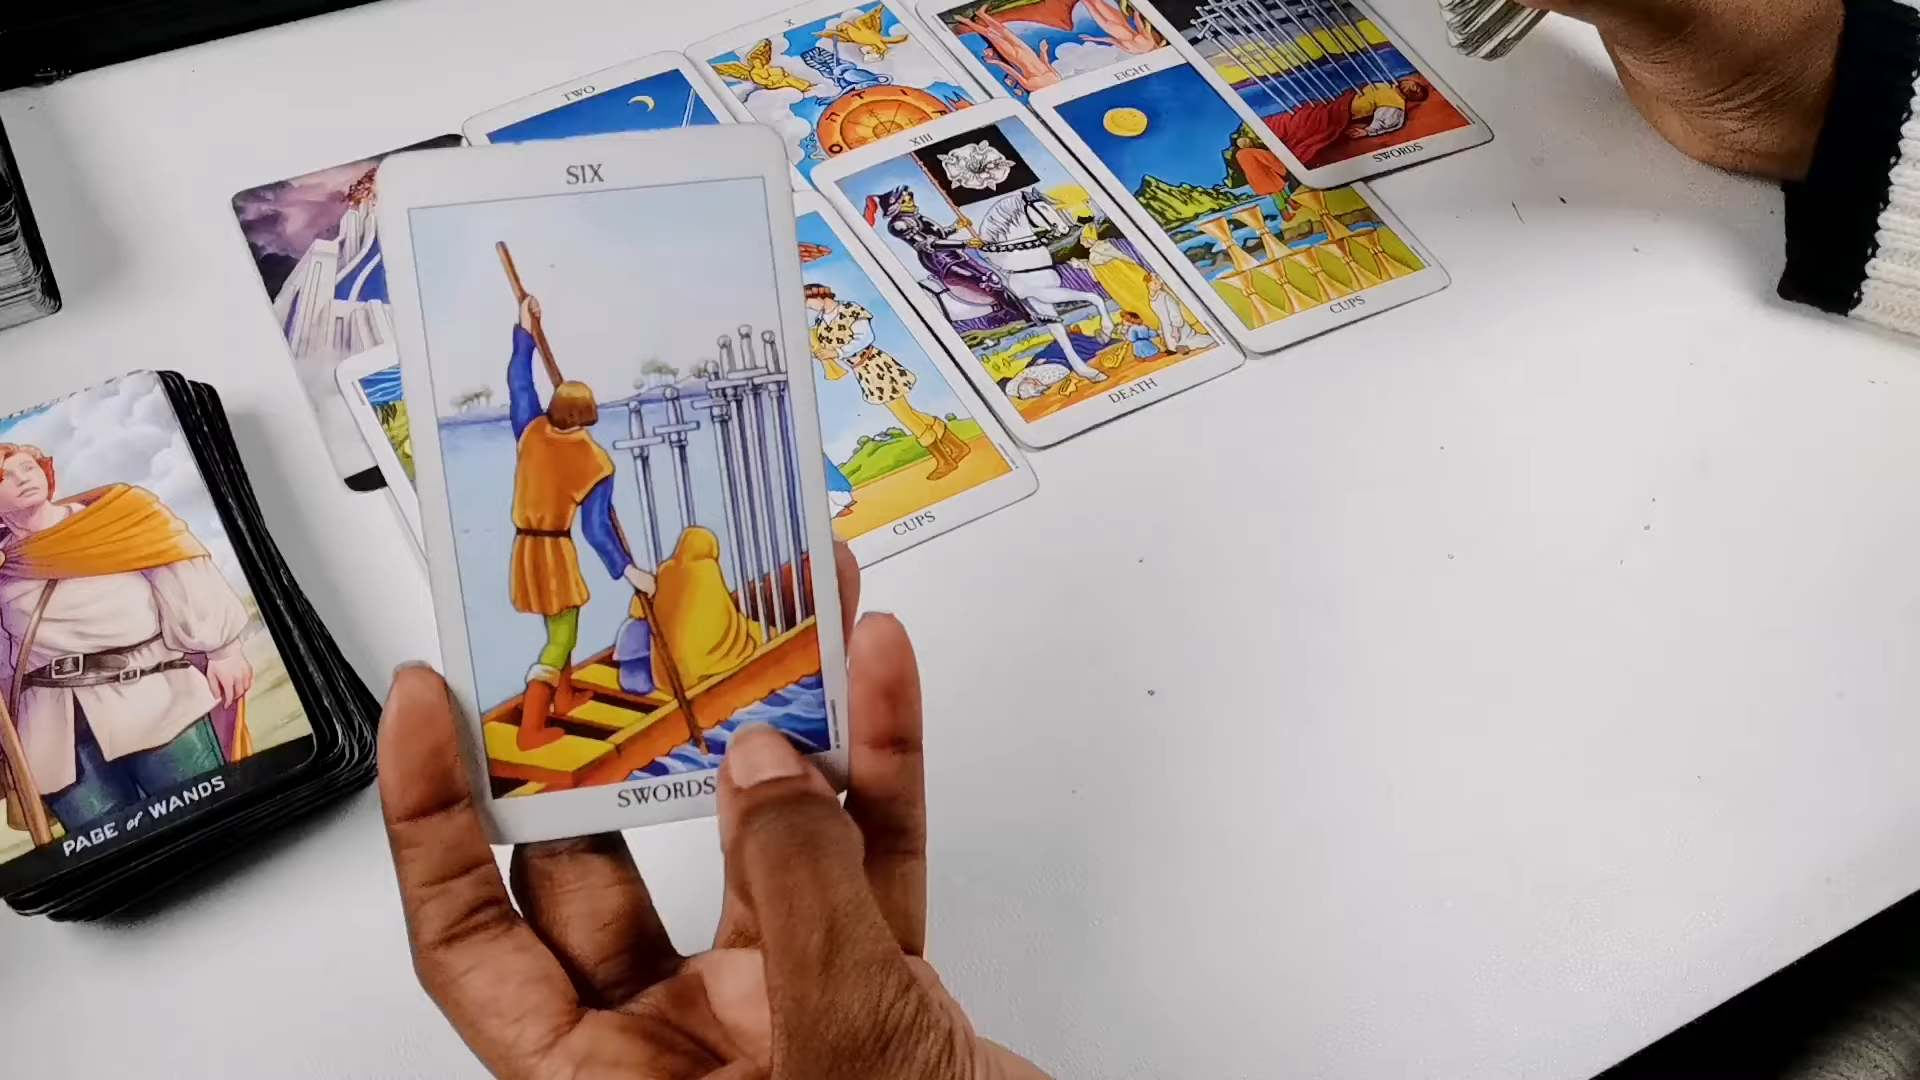 X
TWO
EIGHT
SWORDS
XIII
SIX
CUPS
DEATH
CUPS
SWORDS
PAGE of WANDS